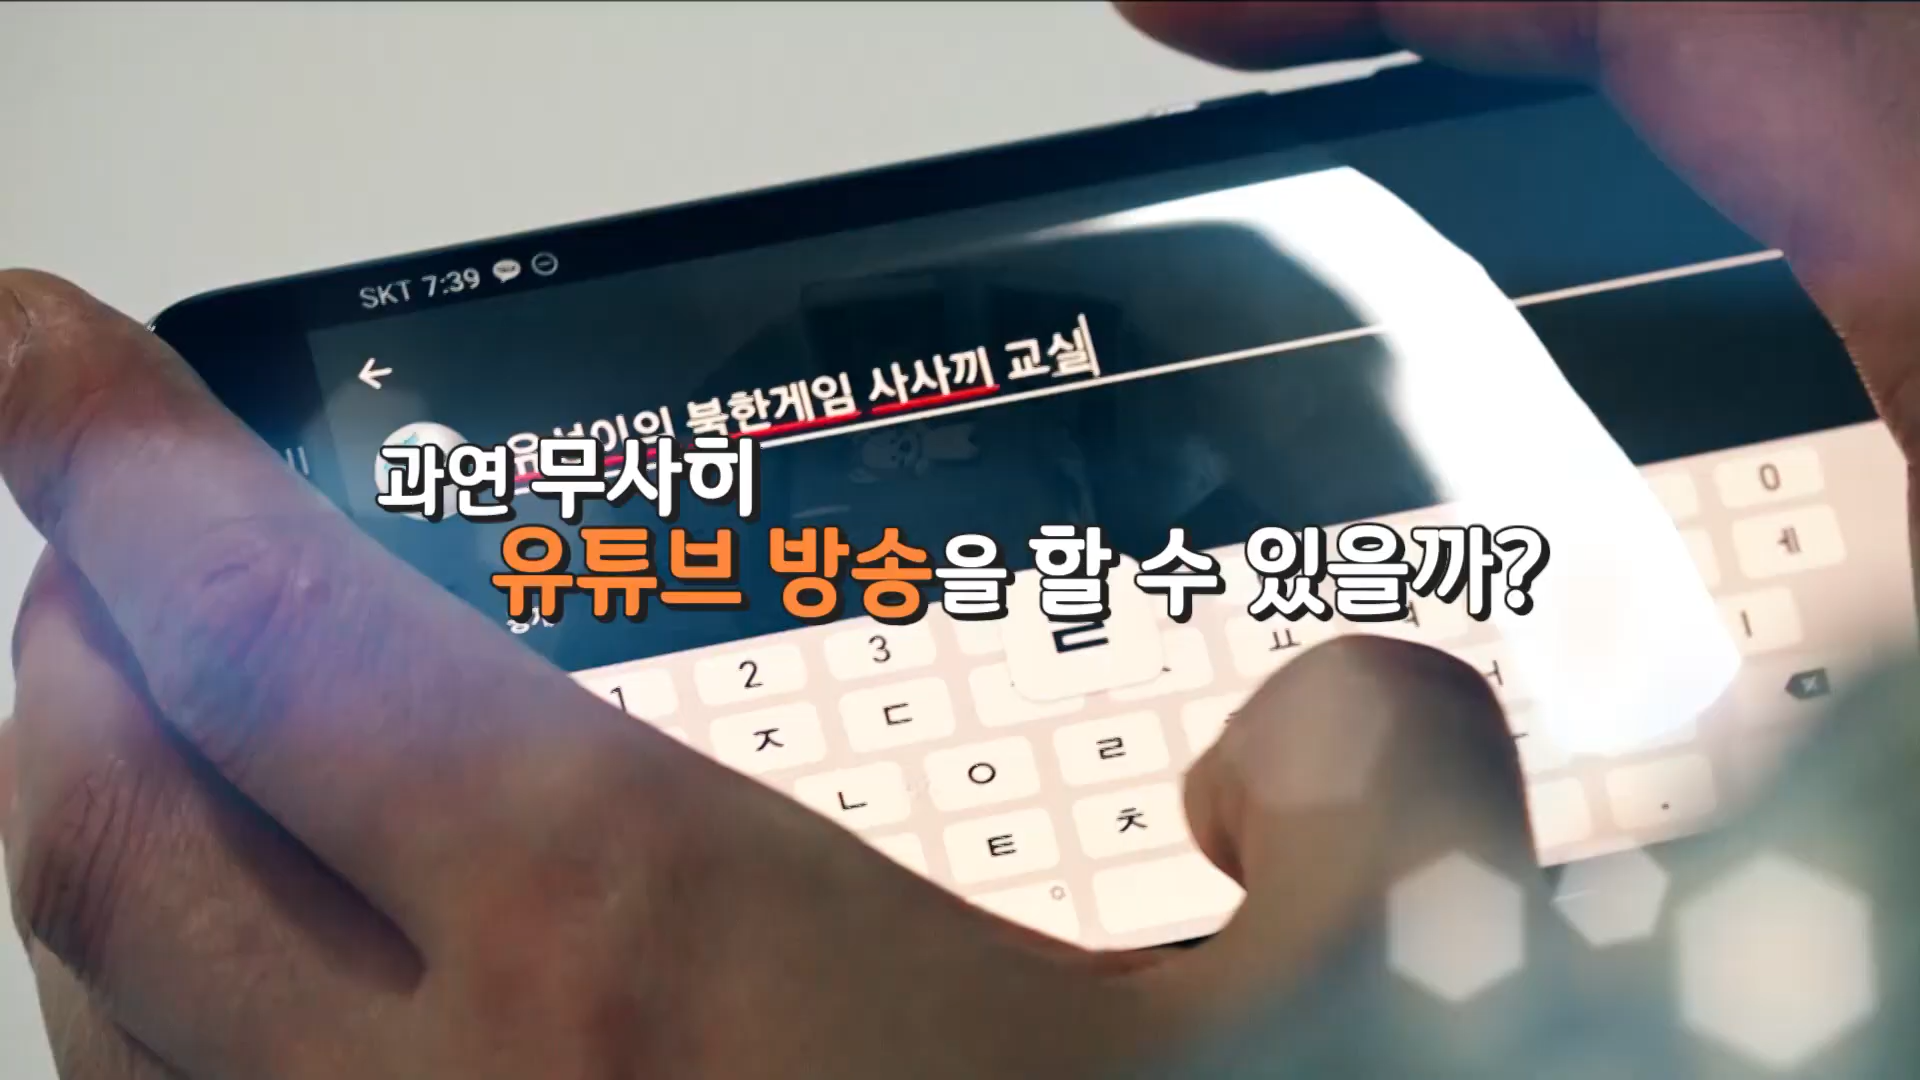 SKT 7:39
북한게임 사사끼 교실
과연 무사히
유튜브 방송을 할 수 있을까?
1 2 3 0
ㅈ ㄷ ㅛ ㅔ
ㄴ ㅇ ㄹ ㅓ ㅣ
ㅌ ㅊ .